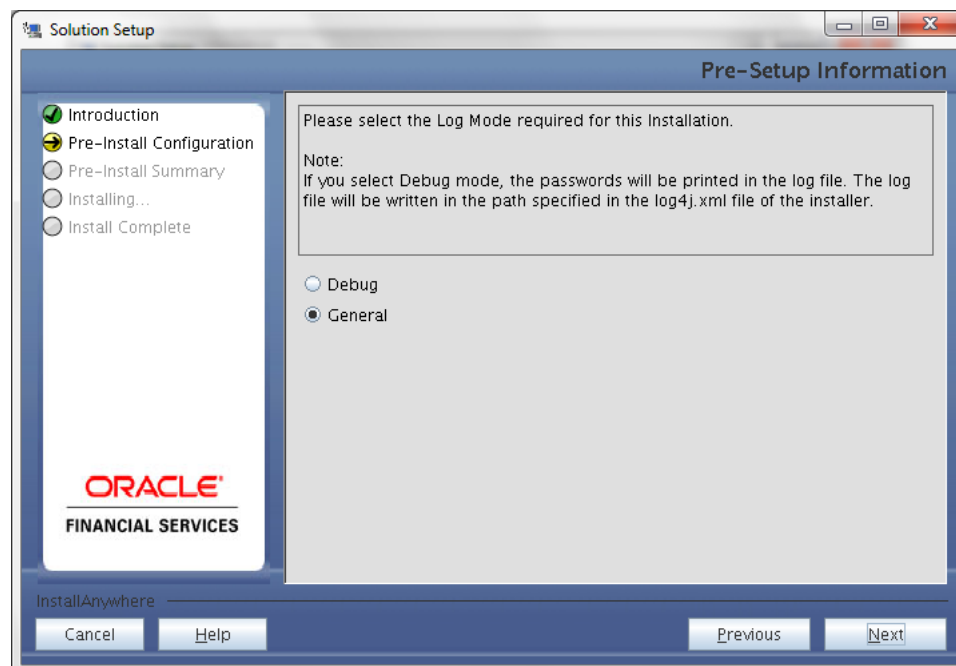 Solution Setup
Pre-Setup Information
Introduction
Pre-Install Configuration
Pre-Install Summary
Installing...
Install Complete
ORACLE
FINANCIAL SERVICES
Please select the Log Mode required for this Installation.
Note:
If you select Debug mode, the passwords will be printed in the log file. The log
file will be written in the path specified in the log4j.xml file of the installer.
Debug
General
InstallAnywhere
Cancel
Help
Previous
Next